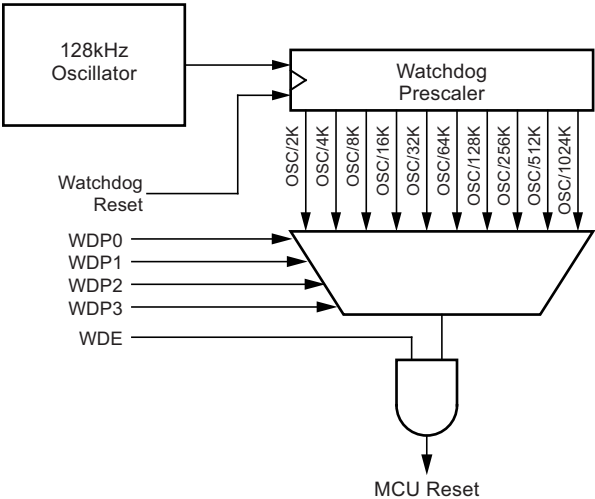 128kHz
Oscillator
Watchdog
Prescaler
OSC/2K
OSC/4K
OSC/8K
OSC/16K
OSC/32K
OSC/64K
OSC/128K
OSC/256K
OSC/512K
OSC/1024K
Watchdog
Reset
WDP0
WDP1
WDP2
WDP3
WDE
MCU Reset